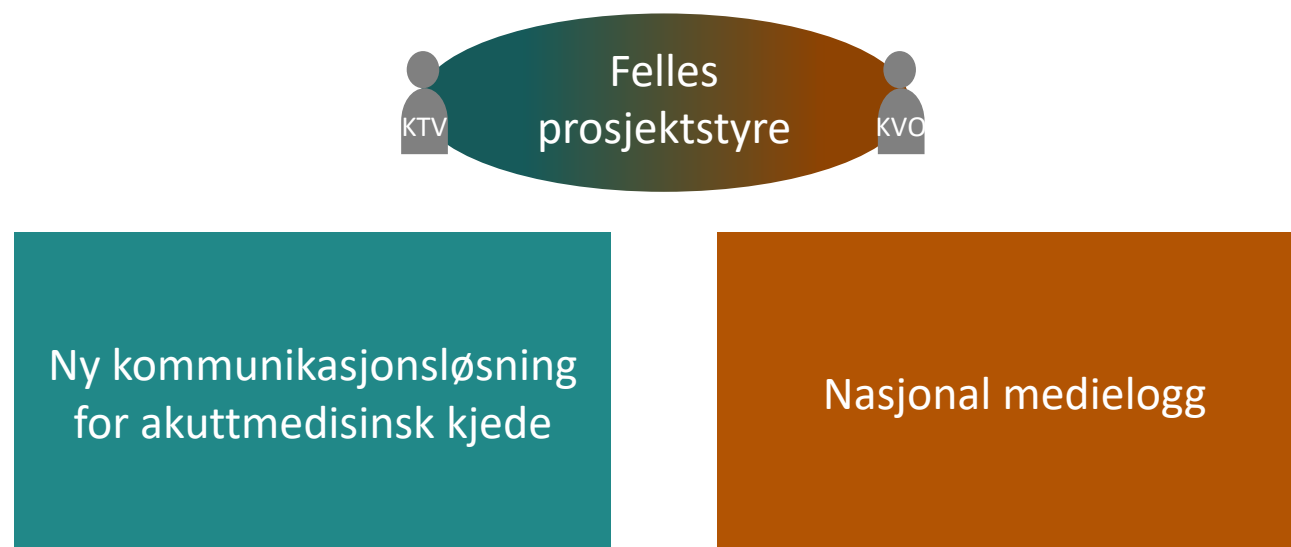 Felles
prosjektstyre
KTV
KVO
Ny kommunikasjonsløsning
for akuttmedisinsk kjede
Nasjonal medielogg